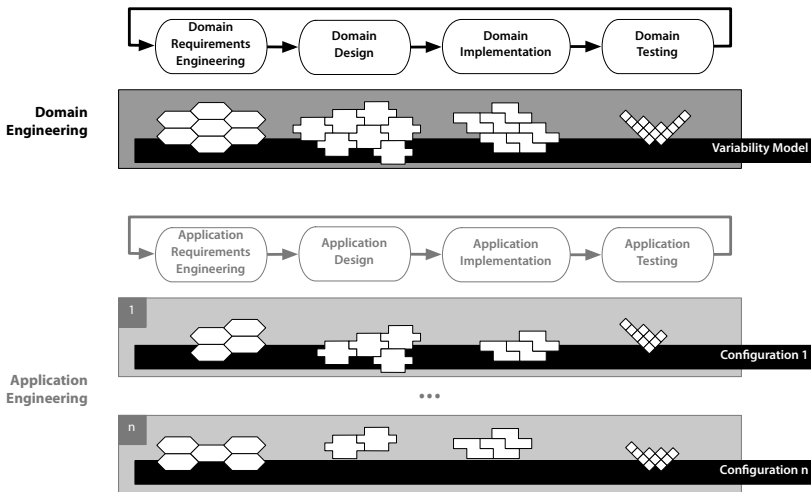 Domain
Requirements
Engineering
Domain
Design
Domain
Implementation
Domain
Testing
Domain
Engineering
Variability Model
Application
Requirements
Engineering
Application
Design
Application
Implementation
Application
Testing
1
Configuration 1
Application
Engineering
...
n
Configuration n